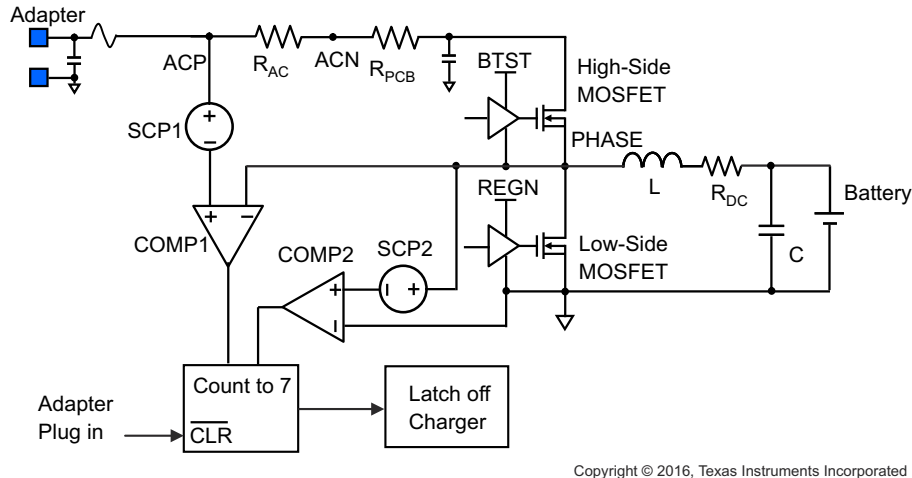 Adapter
ACP
R_AC
ACN
R_PCB
BTST
High-Side
MOSFET
SCP1
+
−
PHASE
+ −
COMP1
REGN
L
R_DC
Battery
C
COMP2
SCP2
Low-Side
MOSFET
+
−
− +
Count to 7
CLR
Latch off
Charger
Adapter
Plug in
Copyright © 2016, Texas Instruments Incorporated